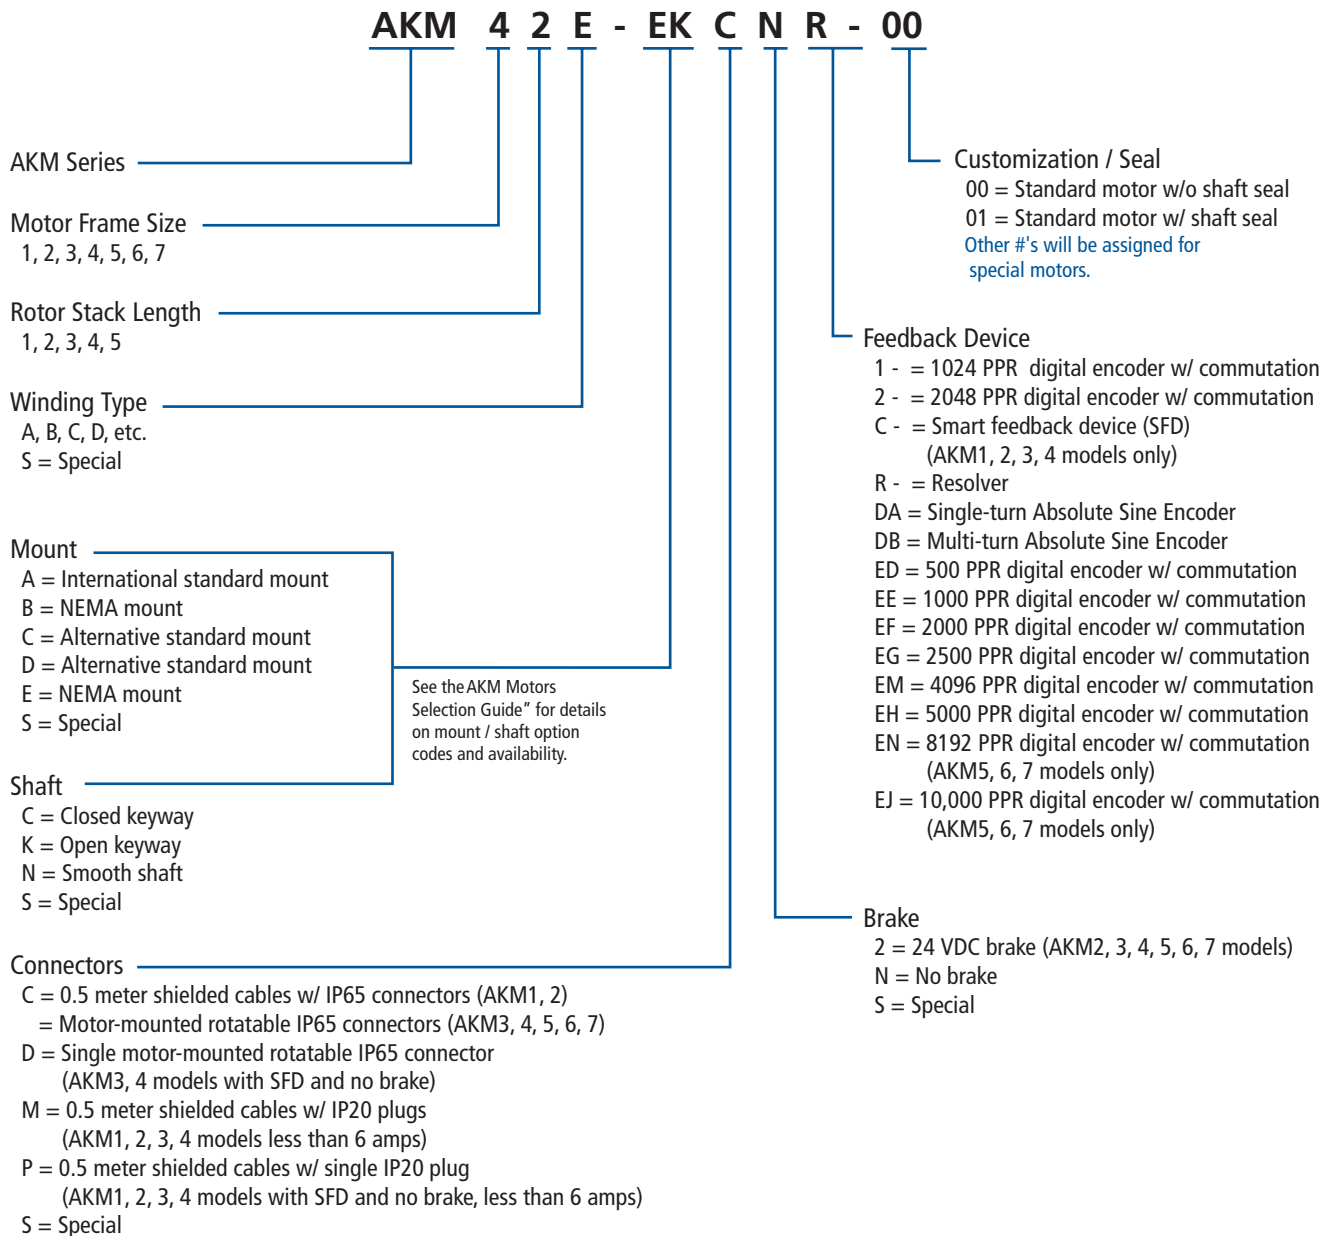 AKM 4 2 E - EK C N R - 00
AKM Series
Motor Frame Size
1, 2, 3, 4, 5, 6, 7
Rotor Stack Length
1, 2, 3, 4, 5
Winding Type
A, B, C, D, etc.
S = Special
Mount
A = International standard mount
B = NEMA mount
C = Alternative standard mount
D = Alternative standard mount
E = NEMA mount
S = Special
See the AKM Motors
Selection Guide" for details
on mount / shaft option
codes and availability.
Shaft
C = Closed keyway
K = Open keyway
N = Smooth shaft
S = Special
Connectors
C = 0.5 meter shielded cables w/ IP65 connectors (AKM1, 2)
= Motor-mounted rotatable IP65 connectors (AKM3, 4, 5, 6, 7)
D = Single motor-mounted rotatable IP65 connector
(AKM3, 4 models with SFD and no brake)
M = 0.5 meter shielded cables w/ IP20 plugs
(AKM1, 2, 3, 4 models less than 6 amps)
P = 0.5 meter shielded cables w/ single IP20 plug
(AKM1, 2, 3, 4 models with SFD and no brake, less than 6 amps)
S = Special
Customization / Seal
00 = Standard motor w/o shaft seal
01 = Standard motor w/ shaft seal
Other #'s will be assigned for
special motors.
Feedback Device
1 - = 1024 PPR digital encoder w/ commutation
2 - = 2048 PPR digital encoder w/ commutation
C - = Smart feedback device (SFD)
(AKM1, 2, 3, 4 models only)
R - = Resolver
DA = Single-turn Absolute Sine Encoder
DB = Multi-turn Absolute Sine Encoder
ED = 500 PPR digital encoder w/ commutation
EE = 1000 PPR digital encoder w/ commutation
EF = 2000 PPR digital encoder w/ commutation
EG = 2500 PPR digital encoder w/ commutation
EM = 4096 PPR digital encoder w/ commutation
EH = 5000 PPR digital encoder w/ commutation
EN = 8192 PPR digital encoder w/ commutation
(AKM5, 6, 7 models only)
EJ = 10,000 PPR digital encoder w/ commutation
(AKM5, 6, 7 models only)
Brake
2 = 24 VDC brake (AKM2, 3, 4, 5, 6, 7 models)
N = No brake
S = Special